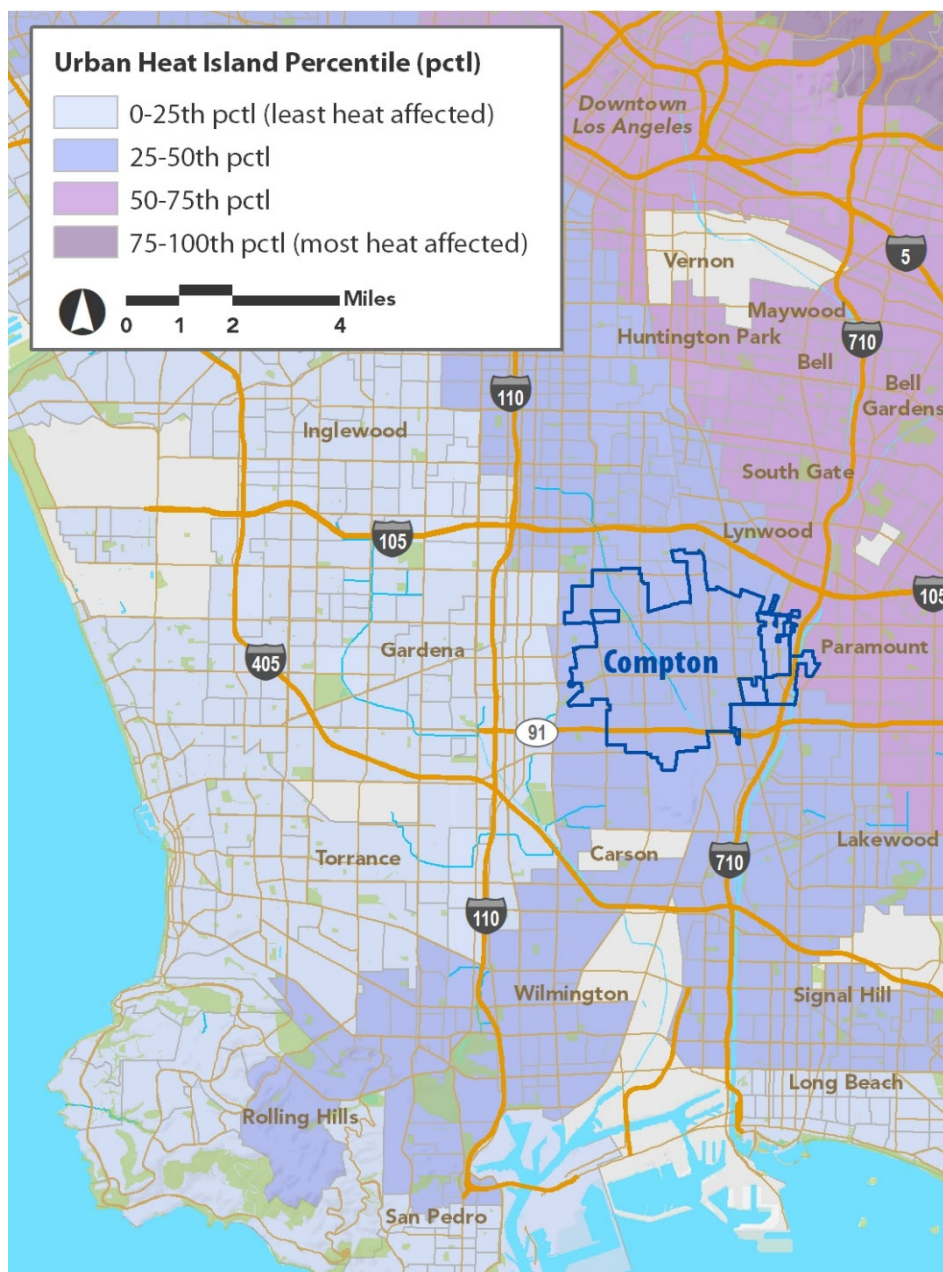 Urban Heat Island Percentile (pctl)
0-25th pctl (least heat affected)
25-50th pctl
50-75th pctl
75-100th pctl (most heat affected)
Miles
0 1 2 4
Downtown
Los Angeles
5
Vernon
Maywood
Huntington Park
710
Bell
110
Bell
Gardens
Inglewood
South Gate
Lynwood
105
105
Gardena
Compton
Paramount
405
91
Torrance
Carson
710
Lakewood
110
Wilmington
Signal Hill
Long Beach
Rolling Hills
San Pedro